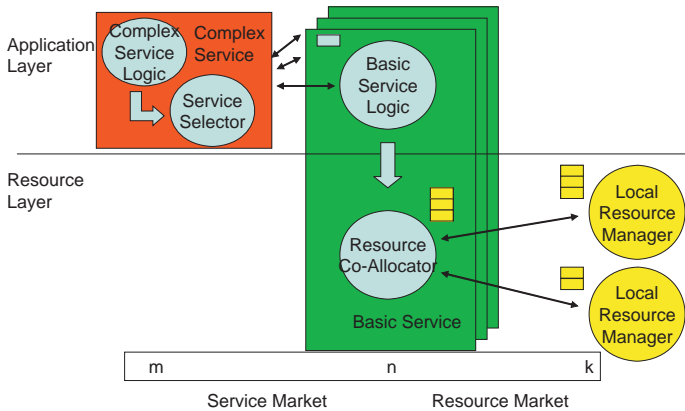 Application
Layer
Complex
Service
Logic
Complex
Service
Service
Selector
Basic
Service
Logic
Resource
Layer
Resource
Co-Allocator
Basic Service
Local
Resource
Manager
Local
Resource
Manager
m n k
Service Market Resource Market